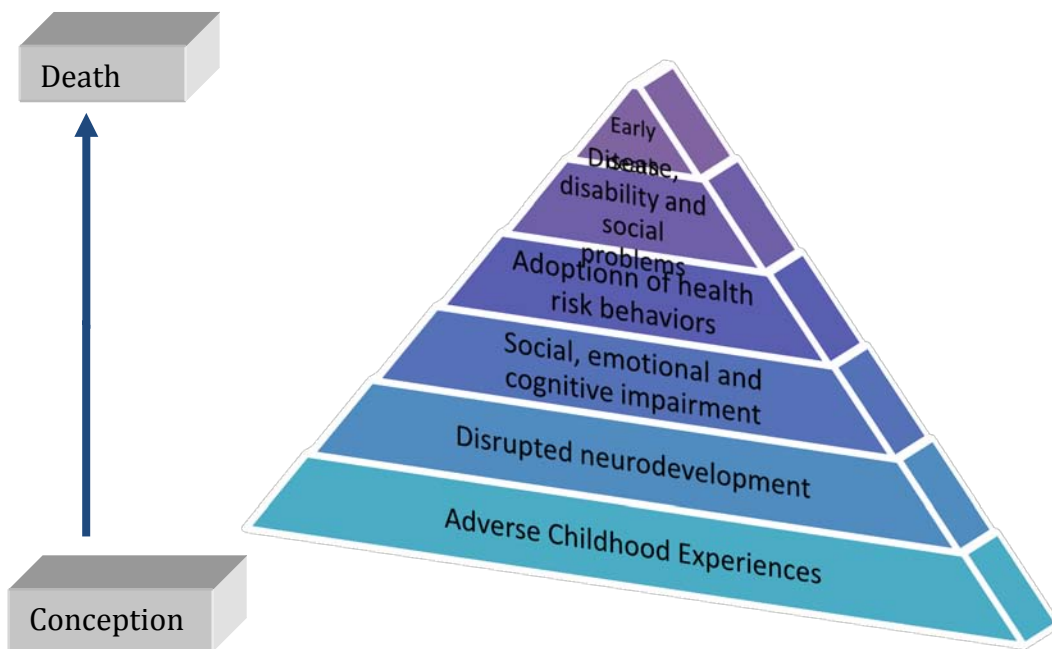 Death
Early
Disease,
disability and
social
problems
Adoptionn of health
risk behaviors
Social, emotional and
cognitive impairment
Disrupted neurodevelopment
Adverse Childhood Experiences
Conception